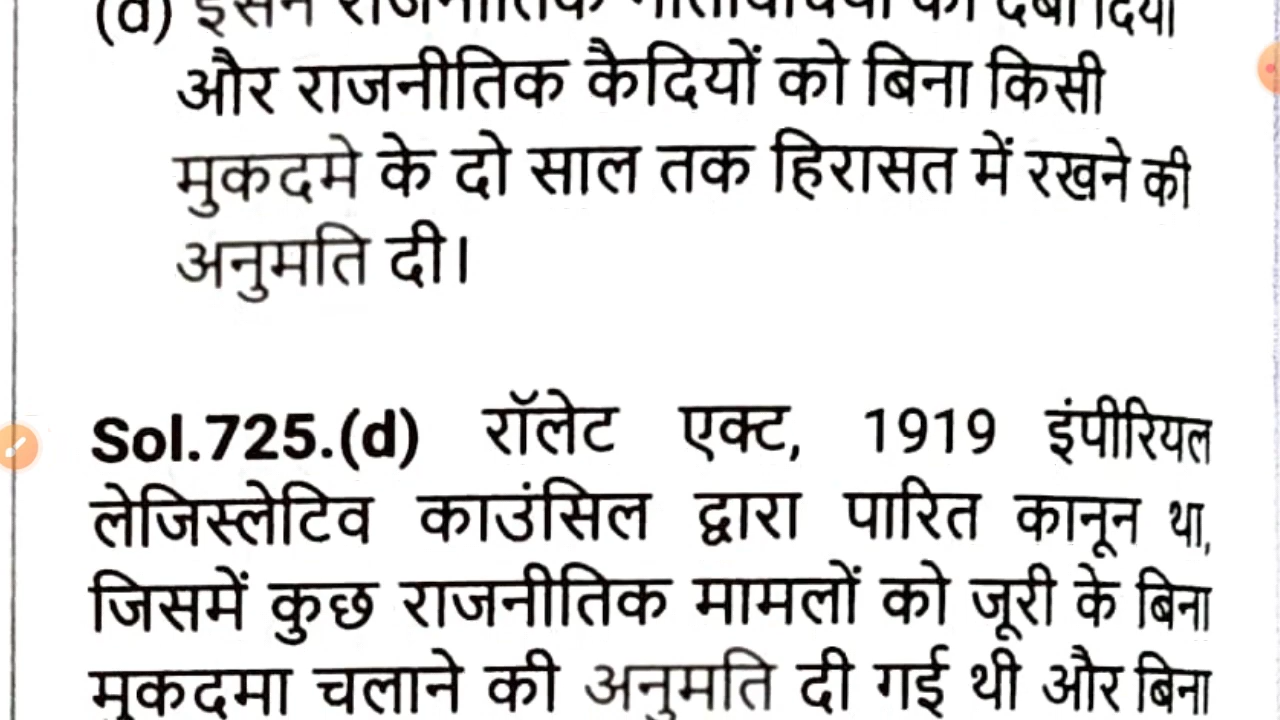 (d) इसने राजनीतिक गतिविधियों को दबा दिया
और राजनीतिक कैदियों को बिना किसी
मुकदमे के दो साल तक हिरासत में रखने की
अनुमति दी।
Sol.725.(d) रॉलेट एक्ट, 1919 इंपीरियल
लेजिस्लेटिव काउंसिल द्वारा पारित कानून था,
जिसमें कुछ राजनीतिक मामलों को जूरी के बिना
मुकदमा चलाने की अनुमति दी गई थी और बिना